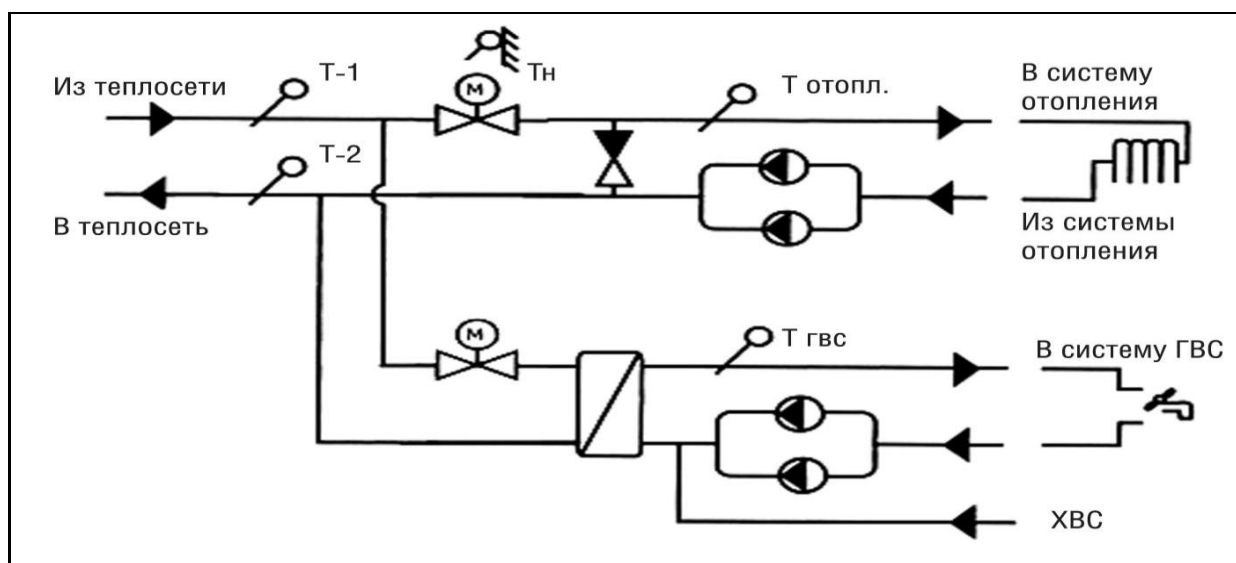 Из теплосети
Т-1
М
Тн
Т отопл.
В систему
отопления
Т-2
В теплосеть
Из системы
отопления
М
Т гвс
В систему ГВС
ХВС